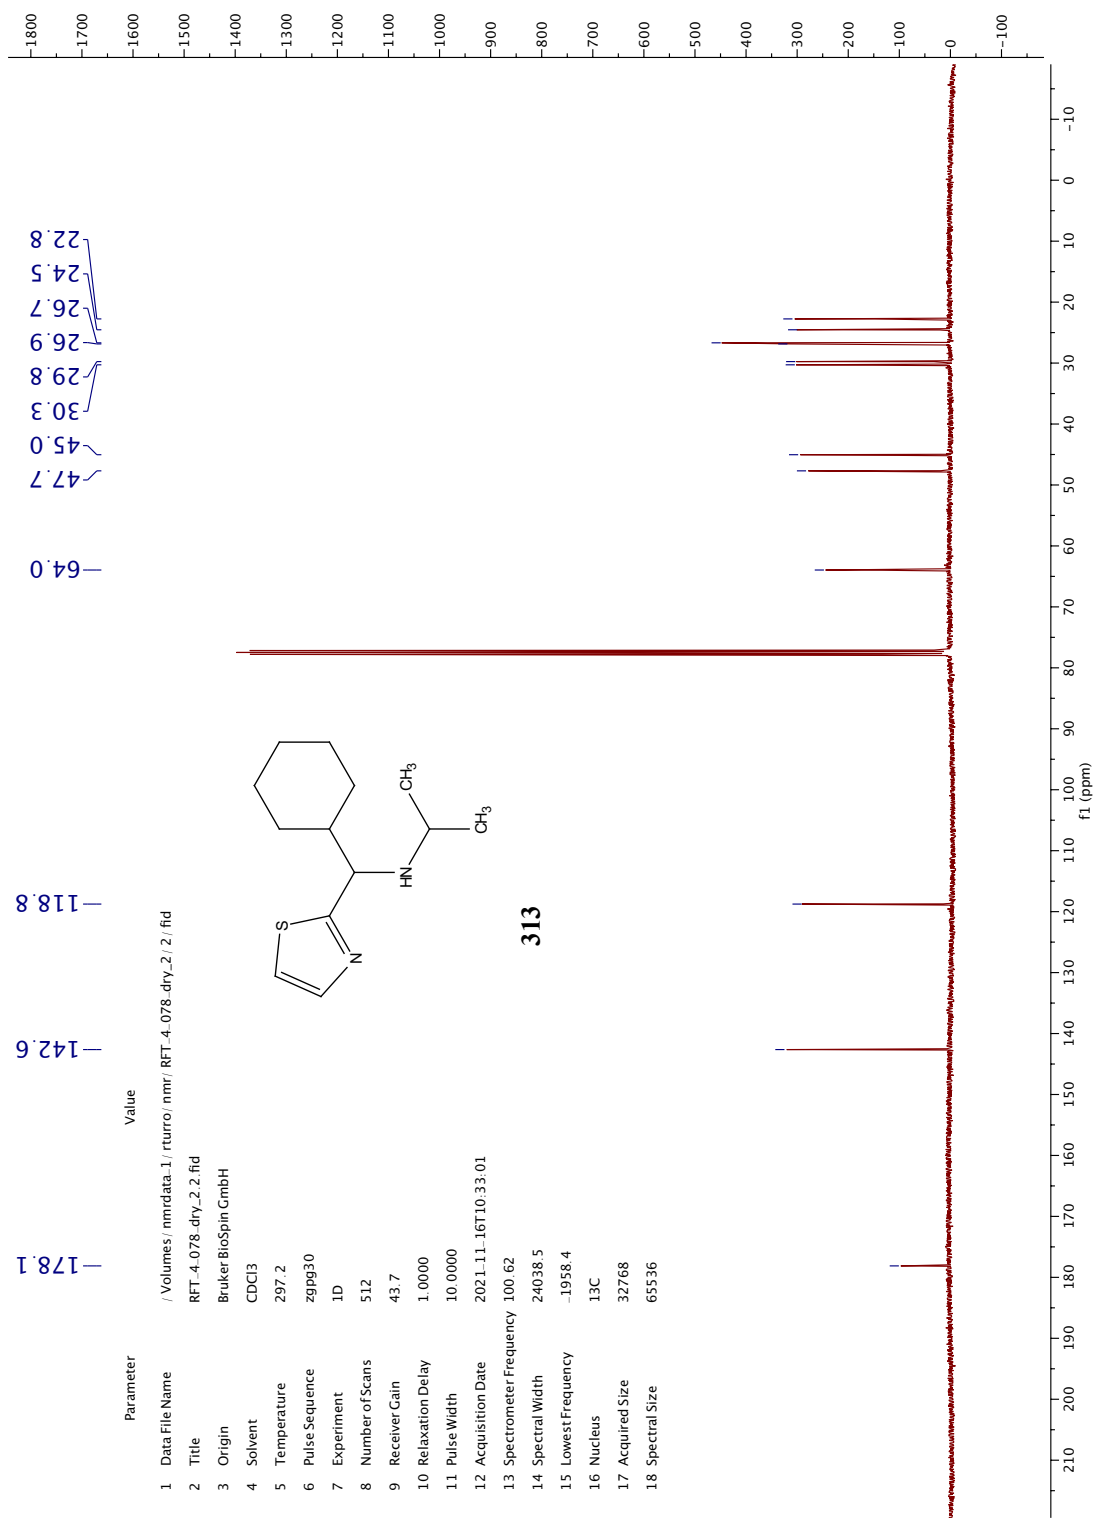 Parameter Value
1 Data File Name / Volumes / nmrdata-1 / rturro / nmr / RFT_4-078-dry_2 / 2 / fid
2 Title RFT_4-078-dry_2.2.fid
3 Origin Bruker BioSpin GmbH
4 Solvent CDCl3
5 Temperature 297.2
6 Pulse Sequence zgpg30
7 Experiment 1D
8 Number of Scans 512
9 Receiver Gain 43.7
10 Relaxation Delay 1.0000
11 Pulse Width 10.0000
12 Acquisition Date 2021-11-16T10:33:01
13 Spectrometer Frequency 100.62
14 Spectral Width 24038.5
15 Lowest Frequency -1958.4
16 Nucleus 13C
17 Acquired Size 32768
18 Spectral Size 65536
178.1
142.6
118.8
64.0
47.7
45.0
30.3
29.8
26.9
26.7
24.5
22.8
S
N
HN
CH3
CH3
313
1800
1700
1600
1500
1400
1300
1200
1100
1000
900
800
700
600
500
400
300
200
100
0
-100
210 200 190 180 170 160 150 140 130 120 110 100 90 80 70 60 50 40 30 20 10 0 -10
f1 (ppm)